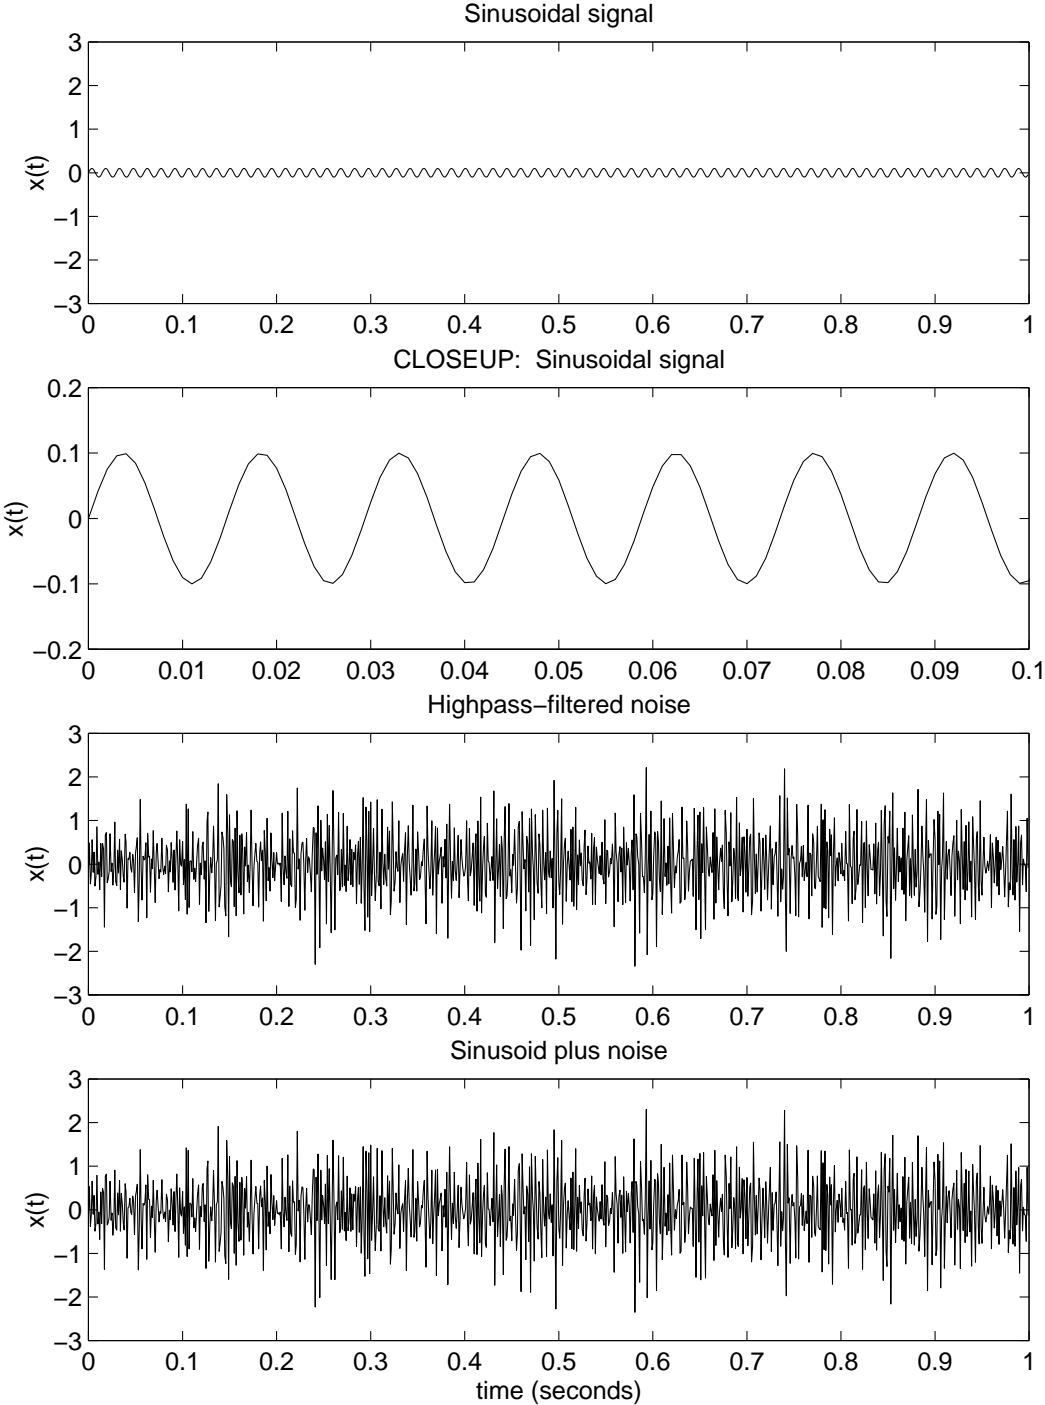 Sinusoidal signal
3
2
1
0
−1
−2
−3
x(t)
0 0.1 0.2 0.3 0.4 0.5 0.6 0.7 0.8 0.9 1
CLOSEUP: Sinusoidal signal
0.2
0.1
0
−0.1
−0.2
x(t)
0 0.01 0.02 0.03 0.04 0.05 0.06 0.07 0.08 0.09 0.1
Highpass−filtered noise
3
2
1
0
−1
−2
−3
x(t)
0 0.1 0.2 0.3 0.4 0.5 0.6 0.7 0.8 0.9 1
Sinusoid plus noise
3
2
1
0
−1
−2
−3
x(t)
0 0.1 0.2 0.3 0.4 0.5 0.6 0.7 0.8 0.9 1
time (seconds)